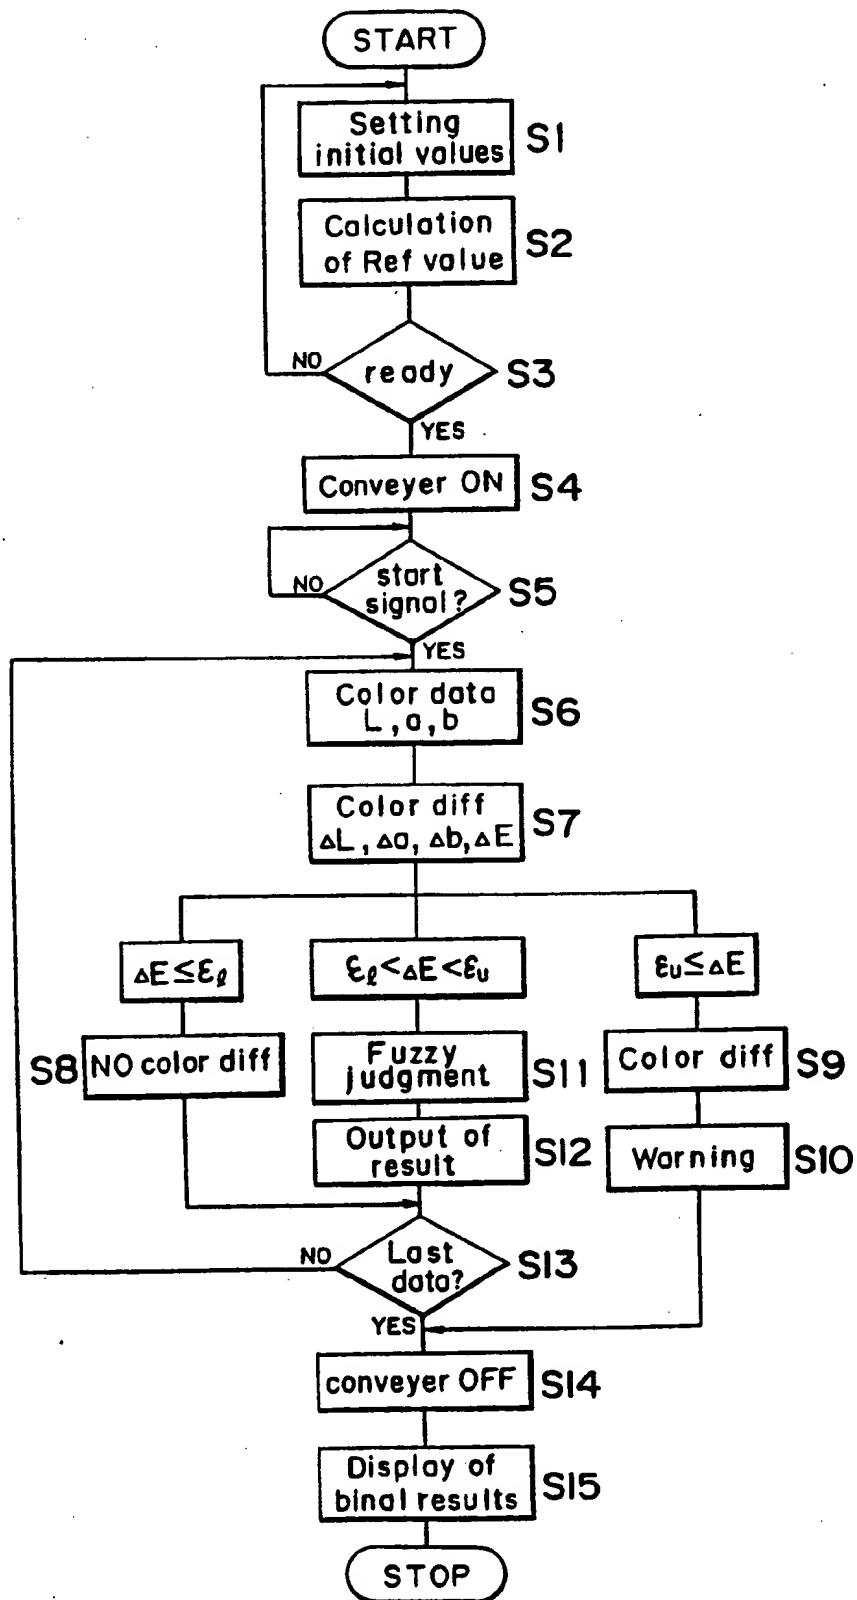 START
Setting
initial values
S1
Calculation
of Ref value
S2
ready
S3
NO
YES
Conveyer ON
S4
start
signal?
S5
NO
YES
Color data
L, a, b
S6
Color diff
ΔL, Δa, Δb, ΔE
S7
ΔE≤εℓ
εℓ<ΔE<εu
εu≤ΔE
S8
NO color diff
Fuzzy
judgment
S11
Color diff
S9
Output of
result
S12
Warning
S10
NO
Last
data?
S13
YES
conveyer OFF
S14
Display of
binal results
S15
STOP